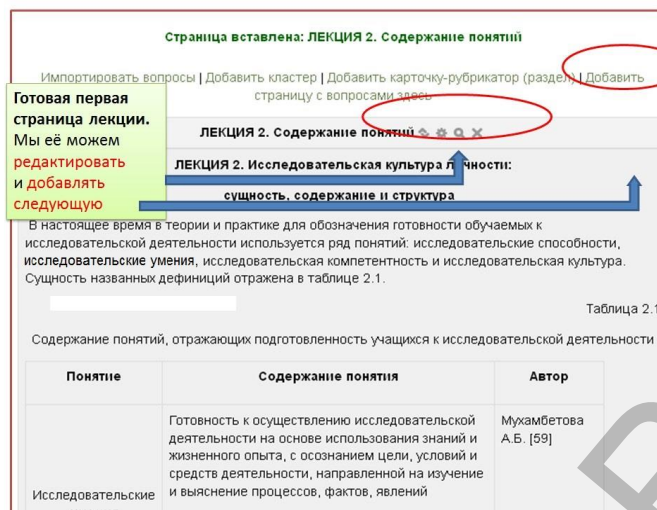 Страница вставлена: ЛЕКЦИЯ 2. Содержание понятий
Импортировать вопросы | Добавить кластер | Добавить карточку-рубрикатор (раздел) | Добавить
страницу с вопросами здесь
Готовая первая
страница лекции.
Мы её можем
редактировать
и добавлять
следующую
ЛЕКЦИЯ 2. Содержание понятий
ЛЕКЦИЯ 2. Исследовательская культура личности:
сущность, содержание и структура
В настоящее время в теории и практике для обозначения готовности обучаемых к
исследовательской деятельности используется ряд понятий: исследовательские способности,
исследовательские умения, исследовательская компетентность и исследовательская культура.
Сущность названных дефиниций отражена в таблице 2.1.
Таблица 2.1
Содержание понятий, отражающих подготовленность учащихся к исследовательской деятельности
Понятие Содержание понятия Автор
Готовность к осуществлению исследовательской Мухамбетова
деятельности на основе использования знаний и А.Б. [59]
жизненного опыта, с осознанием цели, условий и
средств деятельности, направленной на изучение
и выяснение процессов, фактов, явлений
Исследовательские